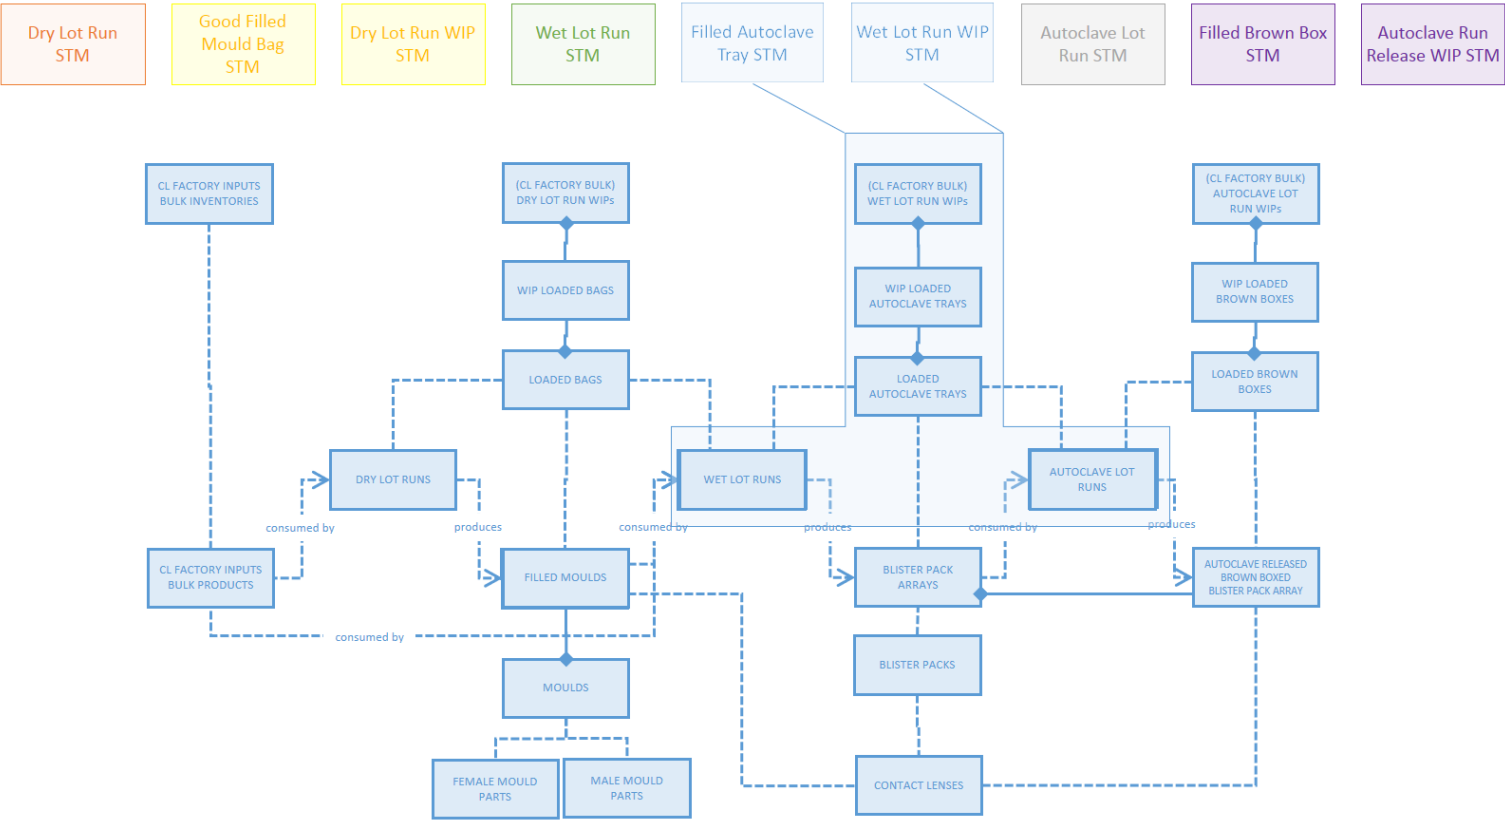 Dry Lot Run
STM
Good Filled
Mould Bag
STM
Dry Lot Run WIP
STM
Wet Lot Run
STM
Filled Autoclave
Tray STM
Wet Lot Run WIP
STM
Autoclave Lot
Run STM
Filled Brown Box
STM
Autoclave Run
Release WIP STM
CL FACTORY INPUTS
BULK INVENTORIES
(CL FACTORY BULK)
DRY LOT RUN WIPs
(CL FACTORY BULK)
WET LOT RUN WIPs
(CL FACTORY BULK)
AUTOCLAVE LOT
RUN WIPs
WIP LOADED BAGS
WIP LOADED
AUTOCLAVE TRAYS
WIP LOADED
BROWN BOXES
LOADED BAGS
LOADED
AUTOCLAVE TRAYS
LOADED BROWN
BOXES
DRY LOT RUNS
WET LOT RUNS
AUTOCLAVE LOT
RUNS
consumed by
produces
consumed by
produces
consumed by
produces
CL FACTORY INPUTS
BULK PRODUCTS
FILLED MOULDS
BLISTER PACK
ARRAYS
AUTOCLAVE RELEASED
BROWN BOXED
BLISTER PACK ARRAY
consumed by
MOULDS
BLISTER PACKS
FEMALE MOULD
PARTS
MALE MOULD
PARTS
CONTACT LENSES